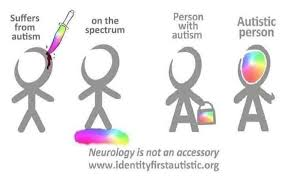 Suffers
from
autism
on the
spectrum
Person
with
autism
Autistic
person
Neurology is not an accessory
www.identityfirstautistic.org